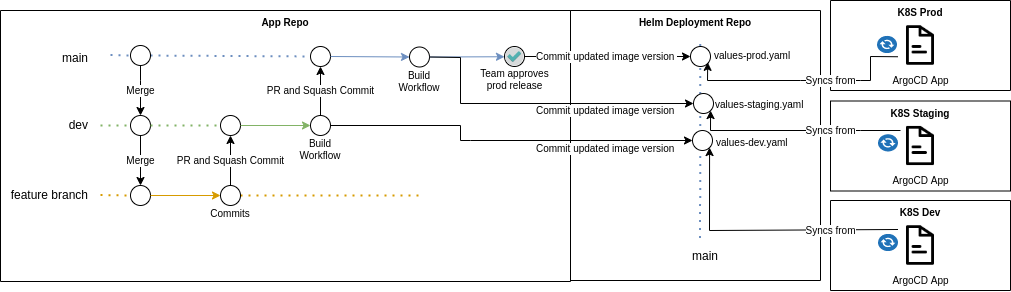 App Repo
Helm Deployment Repo
K8S Prod
main
Build
Workflow
Team approves
prod release
Commit updated image version
values-prod.yaml
Syncs from
ArgoCD App
Merge
PR and Squash Commit
Commit updated image version
values-staging.yaml
K8S Staging
Syncs from
ArgoCD App
dev
Build
Workflow
Commit updated image version
values-dev.yaml
Merge
PR and Squash Commit
feature branch
Commits
K8S Dev
Syncs from
ArgoCD App
main